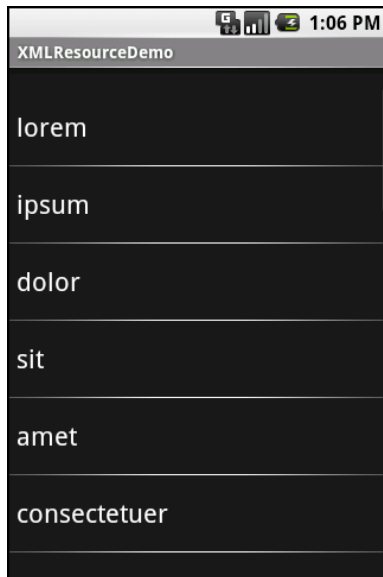 G
1:06 PM
XMLResourceDemo
lorem
ipsum
dolor
sit
amet
consectetuer